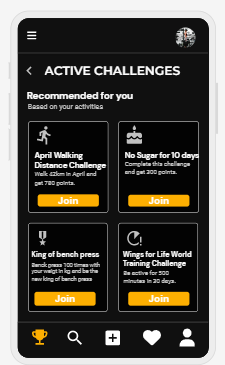 ACTIVE CHALLENGES
Recommended for you
Based on your activities
April Walking
Distance Challenge
Walk 42km in April and
get 780 points.
Join
No Sugar for 10 days
Complete this challenge
and get 300 points.
Join
King of bench press
Benck press 100 times with
your weigt in kg and be the
new king of bench press
Join
Wings for Life World
Training Challenge
Be active for 500
minutes in 30 days.
Join